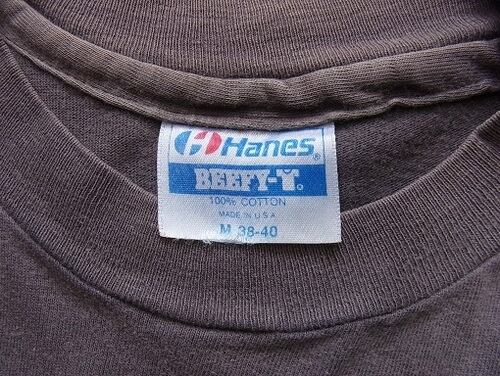 Hanes®
BEEFY-T®
100% COTTON
MADE IN U.S.A
M 38-40